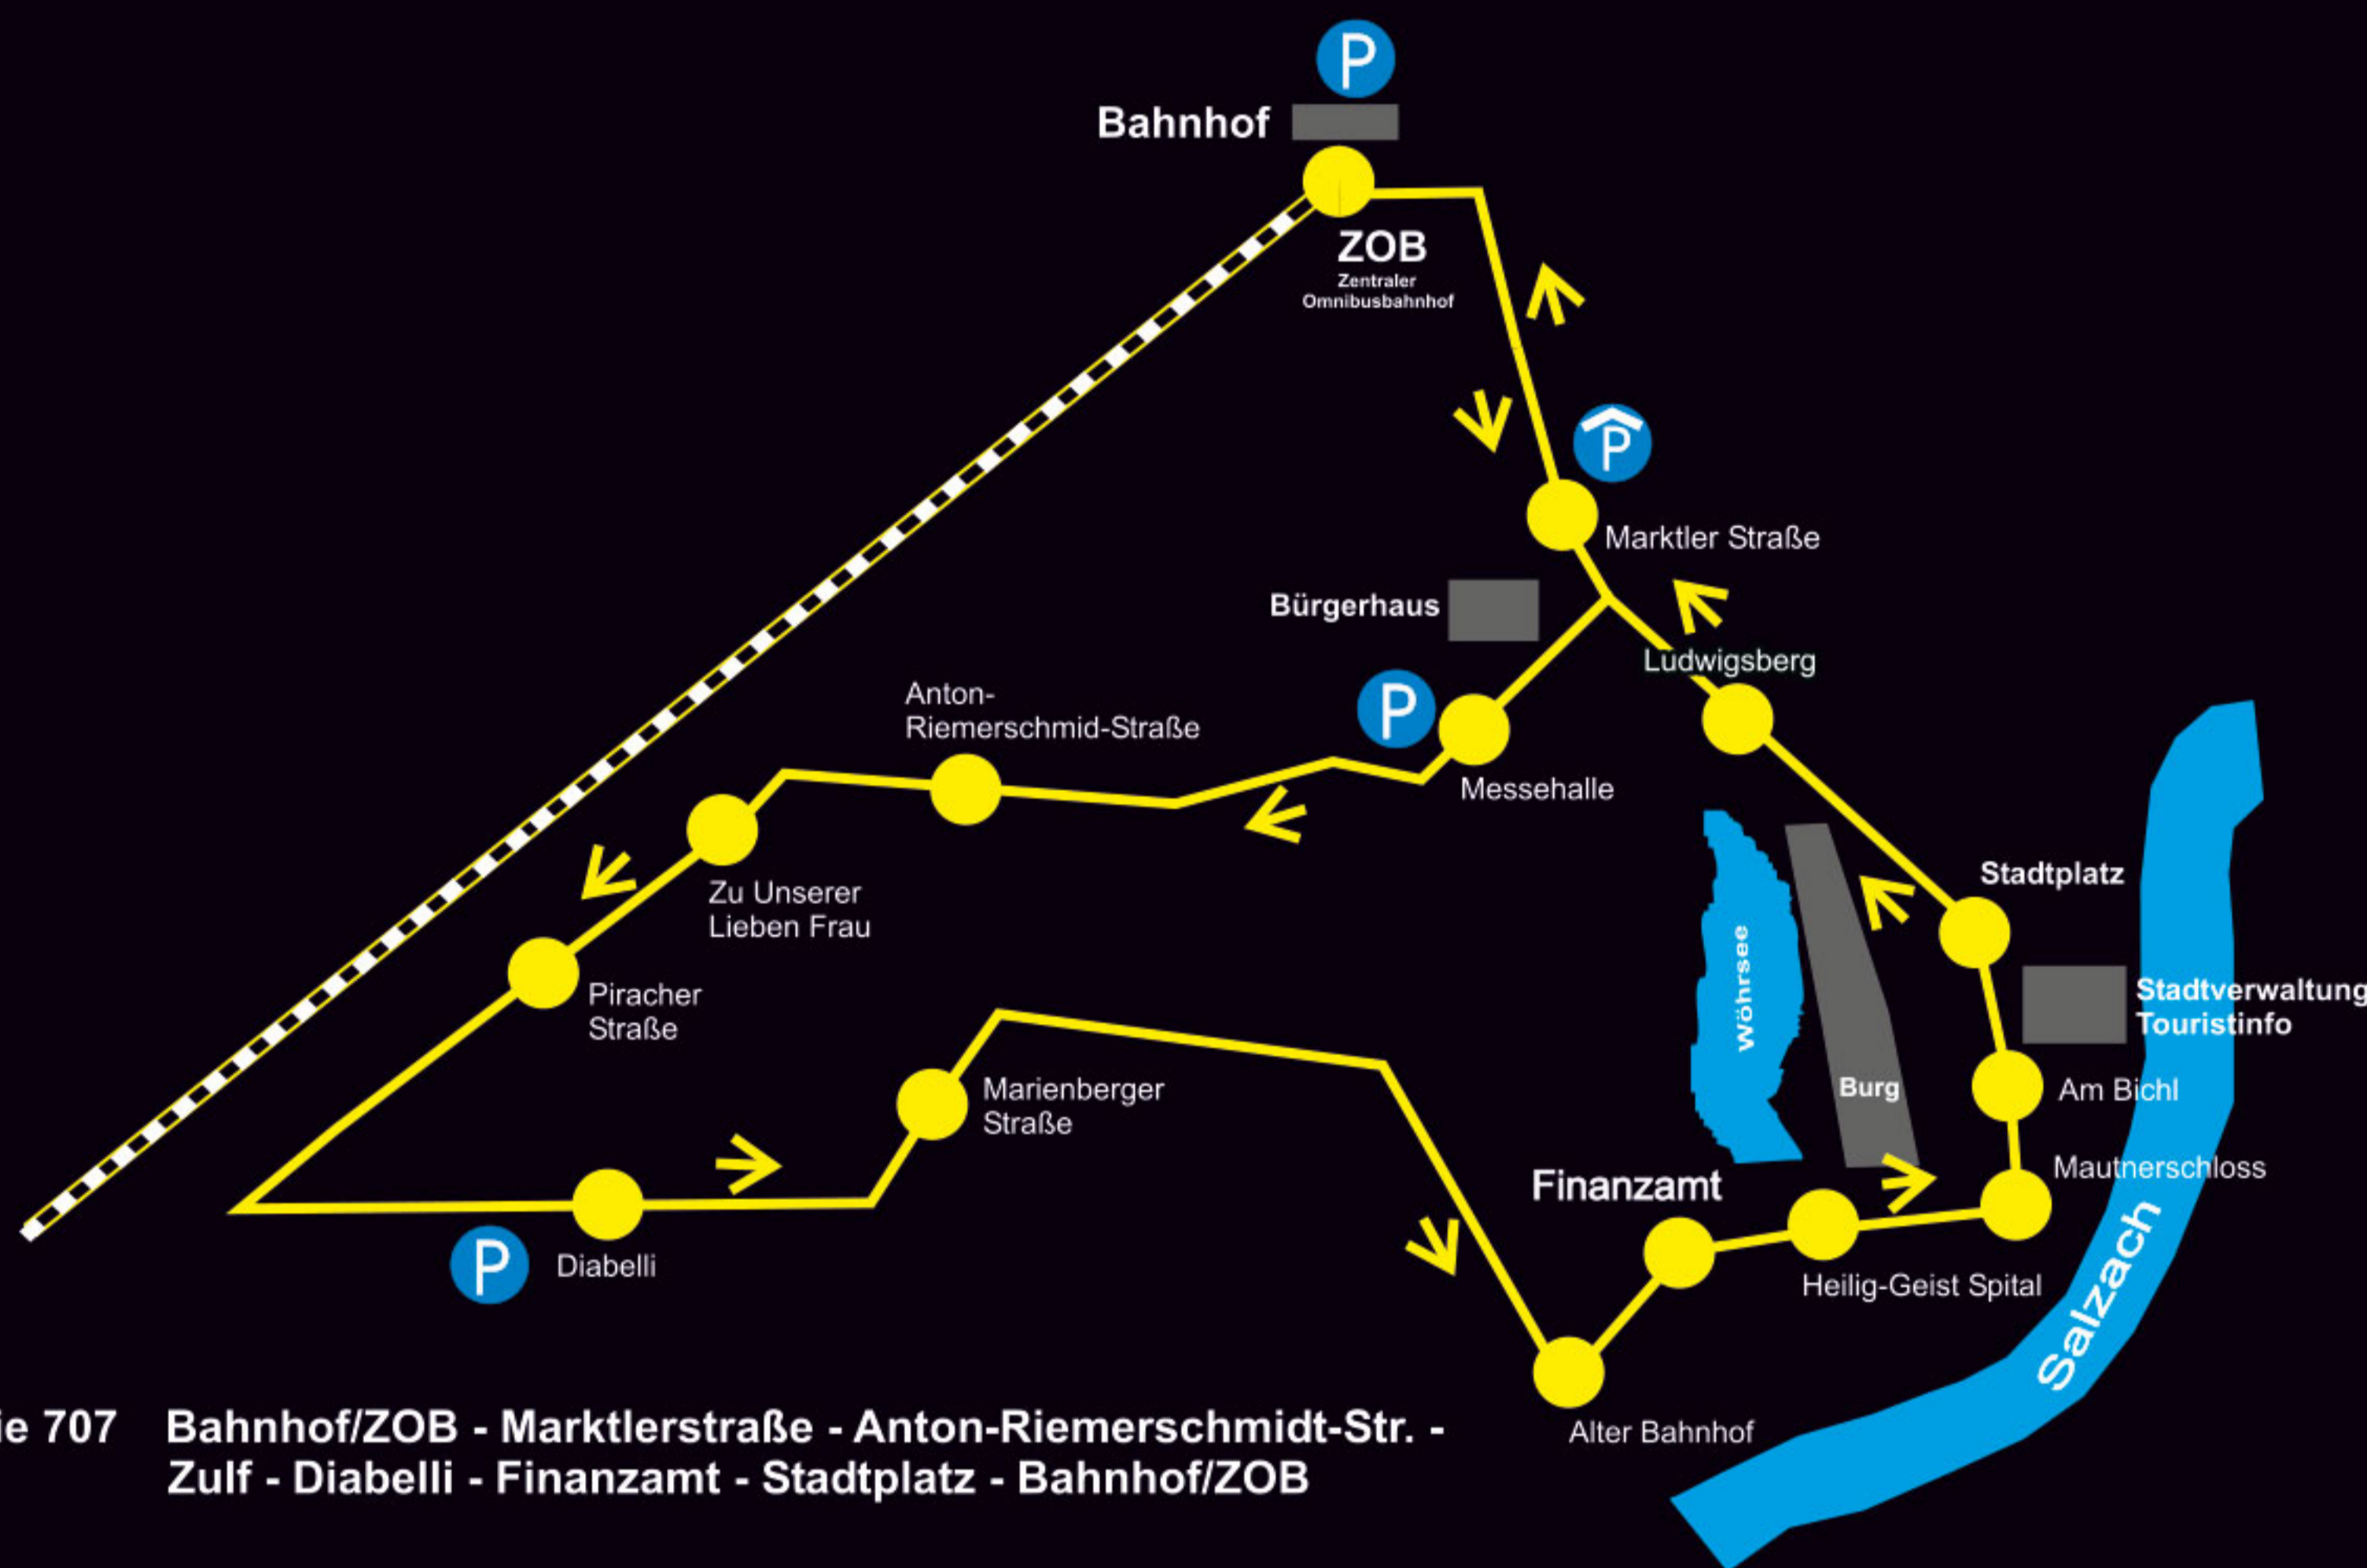 P
Bahnhof
ZOB
Zentraler
Omnibusbahnhof
P
Marktler Straße
Bürgerhaus
Ludwigsberg
Anton-
Riemerschmid-Straße
P
Messehalle
Zu Unserer
Lieben Frau
Stadtplatz
Wöhrsee
Piracher
Straße
Stadtverwaltung
Touristinfo
Marienberger
Straße
Burg
Am Bichl
Mautnerschloss
Finanzamt
P
Diabelli
Heilig-Geist Spital
Salzach
Alter Bahnhof
ie 707 Bahnhof/ZOB - Marktlerstraße - Anton-Riemerschmidt-Str. -
Zulf - Diabelli - Finanzamt - Stadtplatz - Bahnhof/ZOB